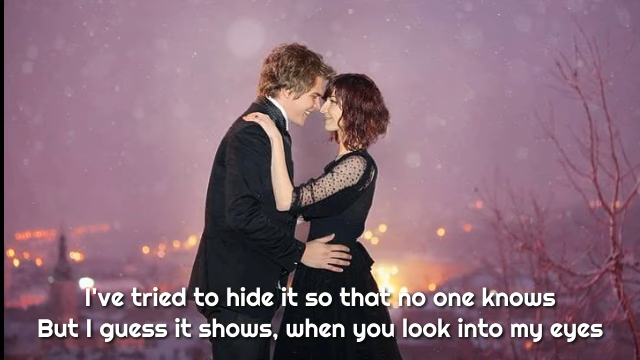 I've tried to hide it so that no one knows
But I guess it shows, when you look into my eyes